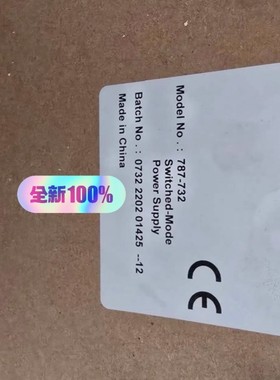 Model No . : 787-732
Switched-Mode
Power Supply
Batch No . : 0732 2202 01425 --12
Made in China
CE
全新100%